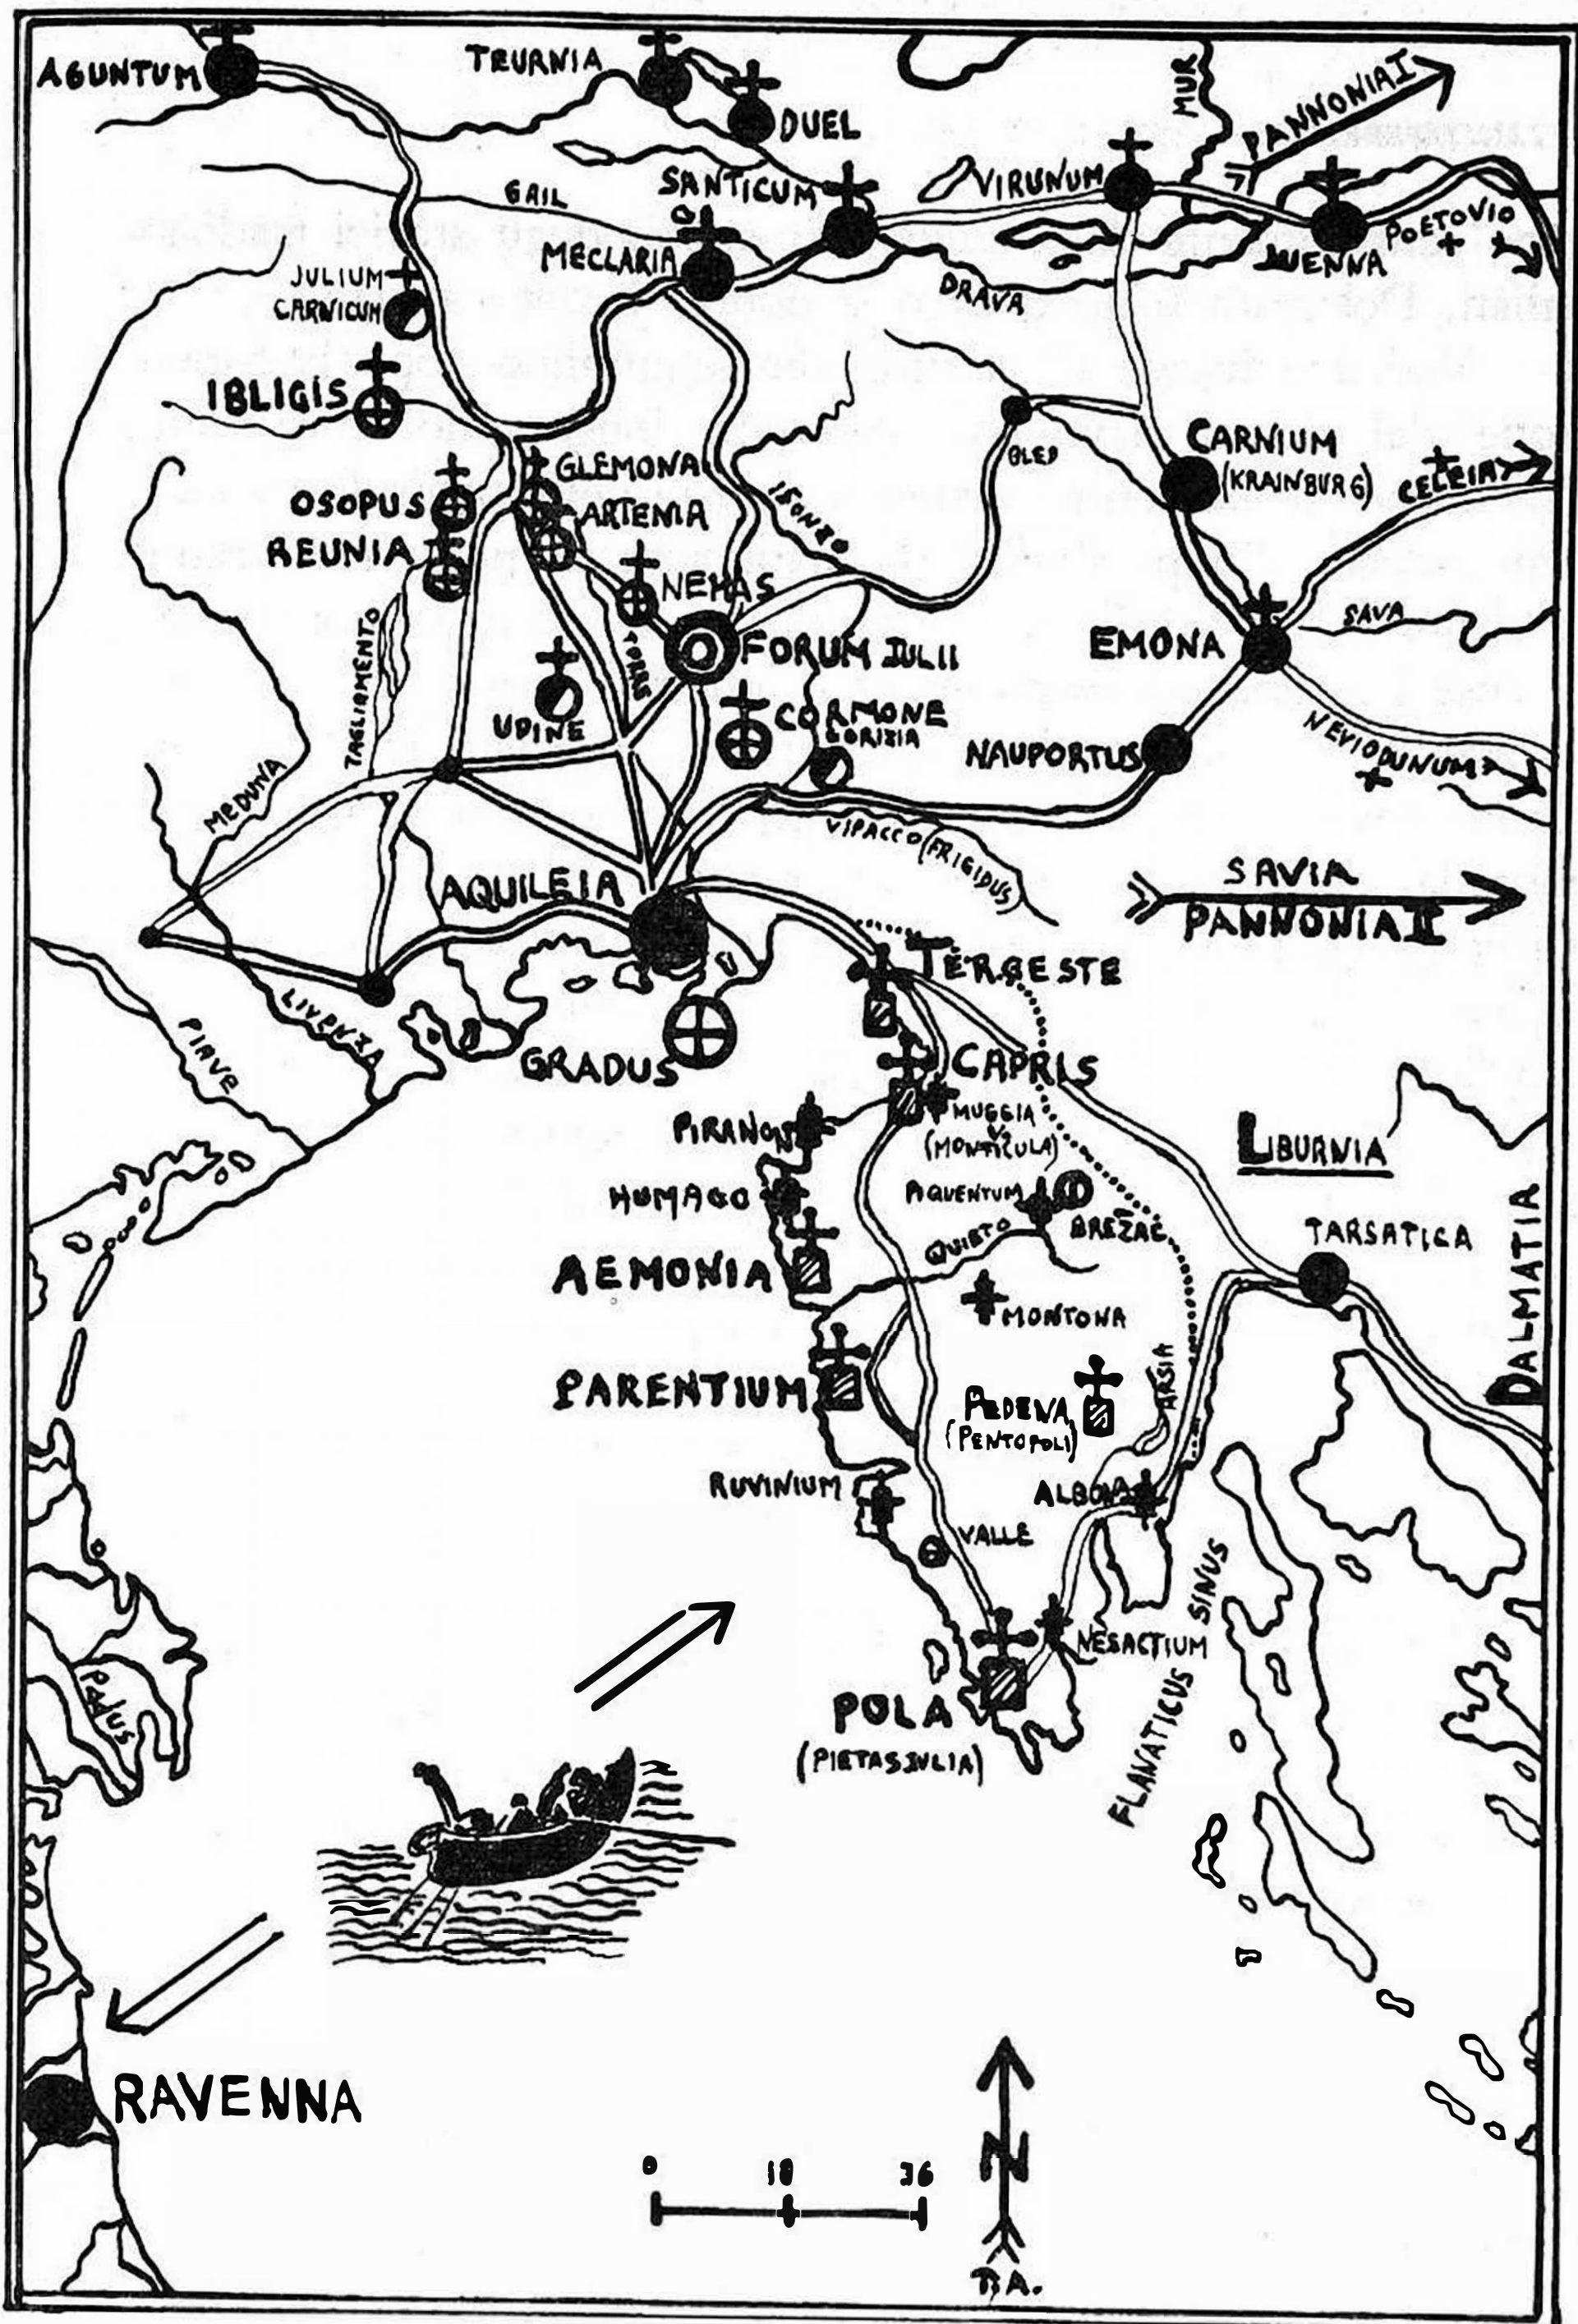 AGUNTUM
TEURNIA
DUEL
MUR
PANNONIA I
GAIL
SANTICUM
VIRUNUM
MECLARIA
JUENNA
POETOVIO
DRAVA
JULIUM
CARNICUM
IBLIGIS
BLED
CARNIUM
(KRAINBURG)
CELEIA
OSOPUS
GLEMONA
ARTENIA
REUNIA
ISONZO
NEMAS
TAGLIAMENTO
TORRE
FORUM JULII
EMONA
SAVA
UDINE
CORMONE
GORIZIA
NAUPORTUS
NEVIODUNUM
MEDUNA
VIPACCO (FRIGIDUS)
AQUILEIA
SAVIA
PANNONIA II
TERGESTE
LIVENZA
PIAVE
GRADUS
CAPRIS
MUGGIA
(MONTICULA)
PIRANON
LIBURNIA
HUMAGO
AQUENTUM
BREZAC
QUIETO
TARSATICA
AEMONIA
DALMATIA
MONTONA
ARSIA
PARENTIUM
PEDENA
(PENTOPOLI)
RUVINIUM
ALBONA
VALLE
NESACTIUM
FLANATICUS SINUS
PADUS
POLA
(PIETAS JULIA)
RAVENNA
0 18 36
N